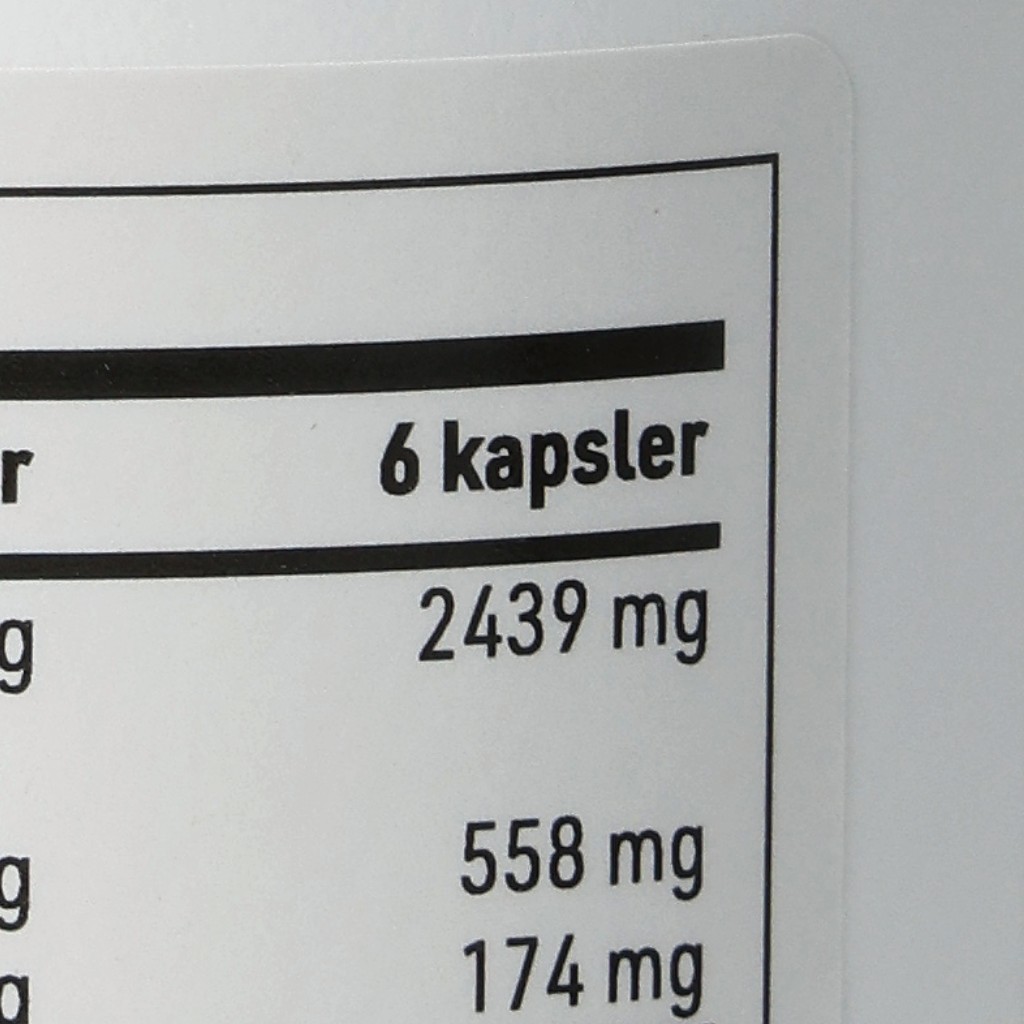 r 6 kapsler
g 2439 mg
g 558 mg
g 174 mg